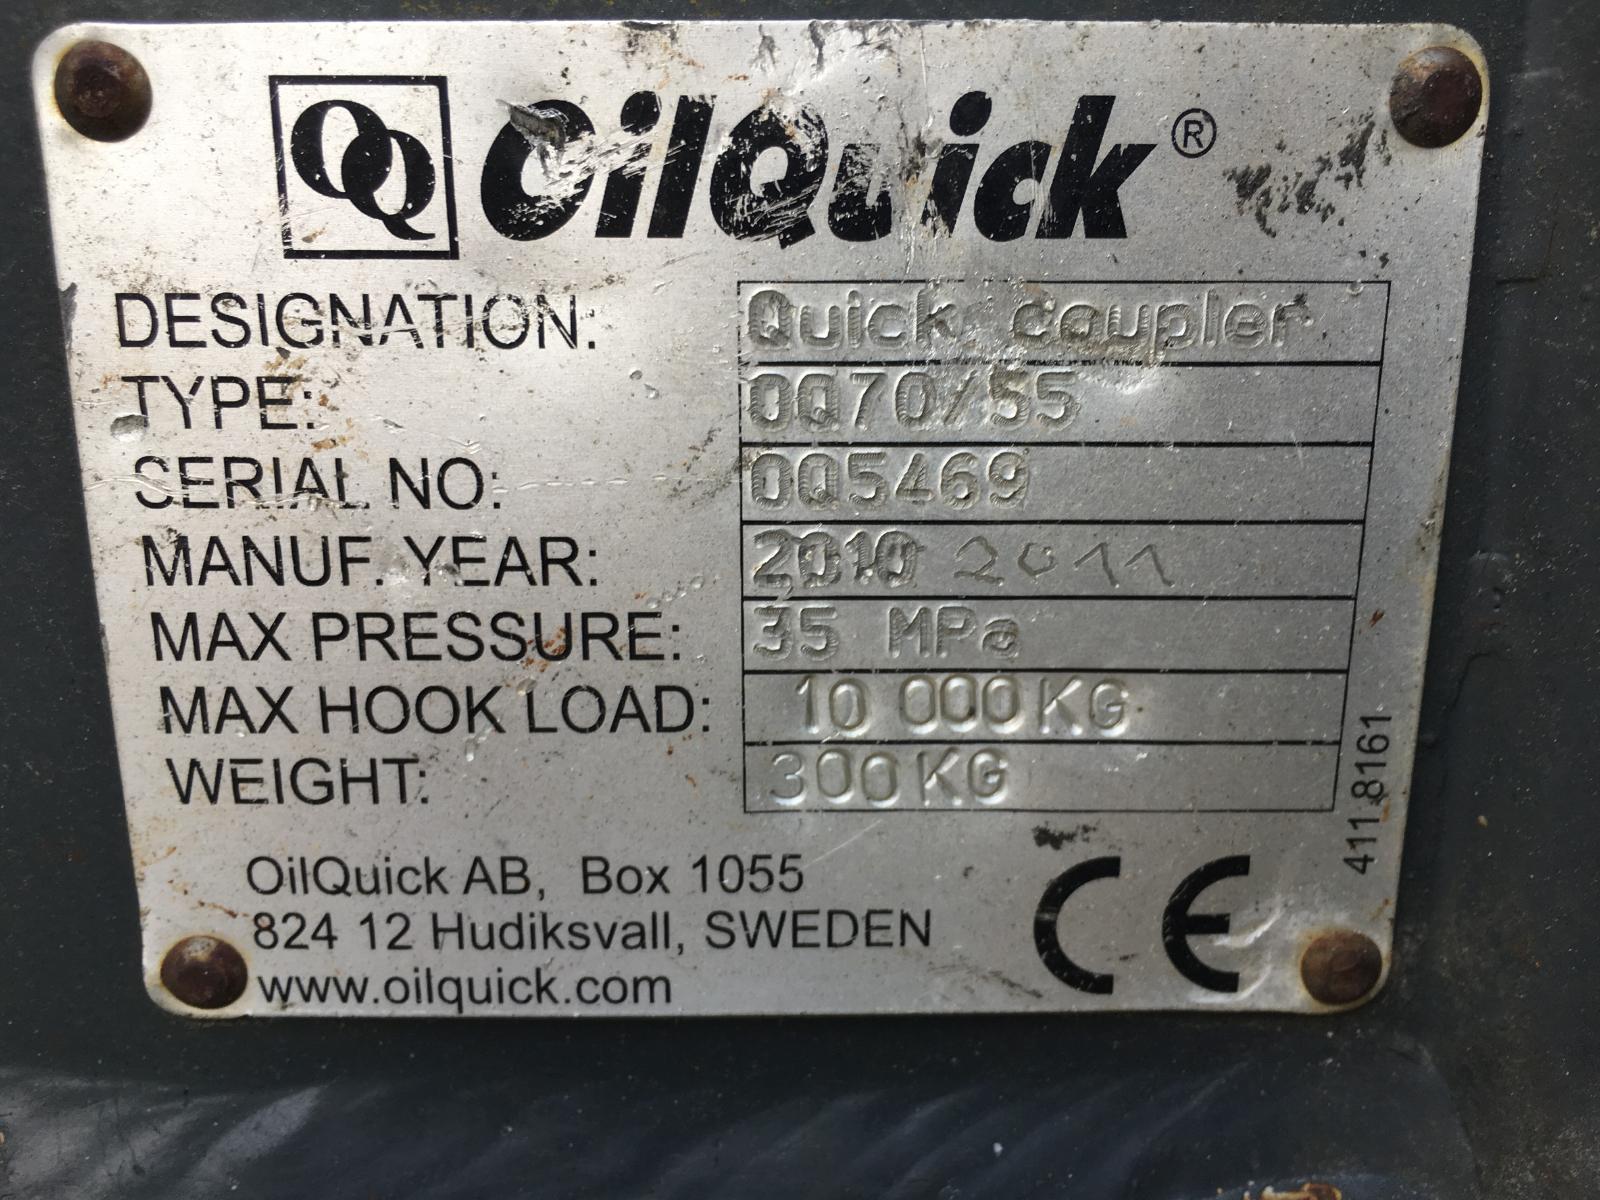 OQ OilQuick®
DESIGNATION: Quick coupler
TYPE: OQ70/55
SERIAL NO: OQ5469
MANUF. YEAR: 2010 2011
MAX PRESSURE: 35 MPa
MAX HOOK LOAD: 10 000 KG
WEIGHT: 300 KG
411 8161
OilQuick AB, Box 1055
824 12 Hudiksvall, SWEDEN
www.oilquick.com
CE